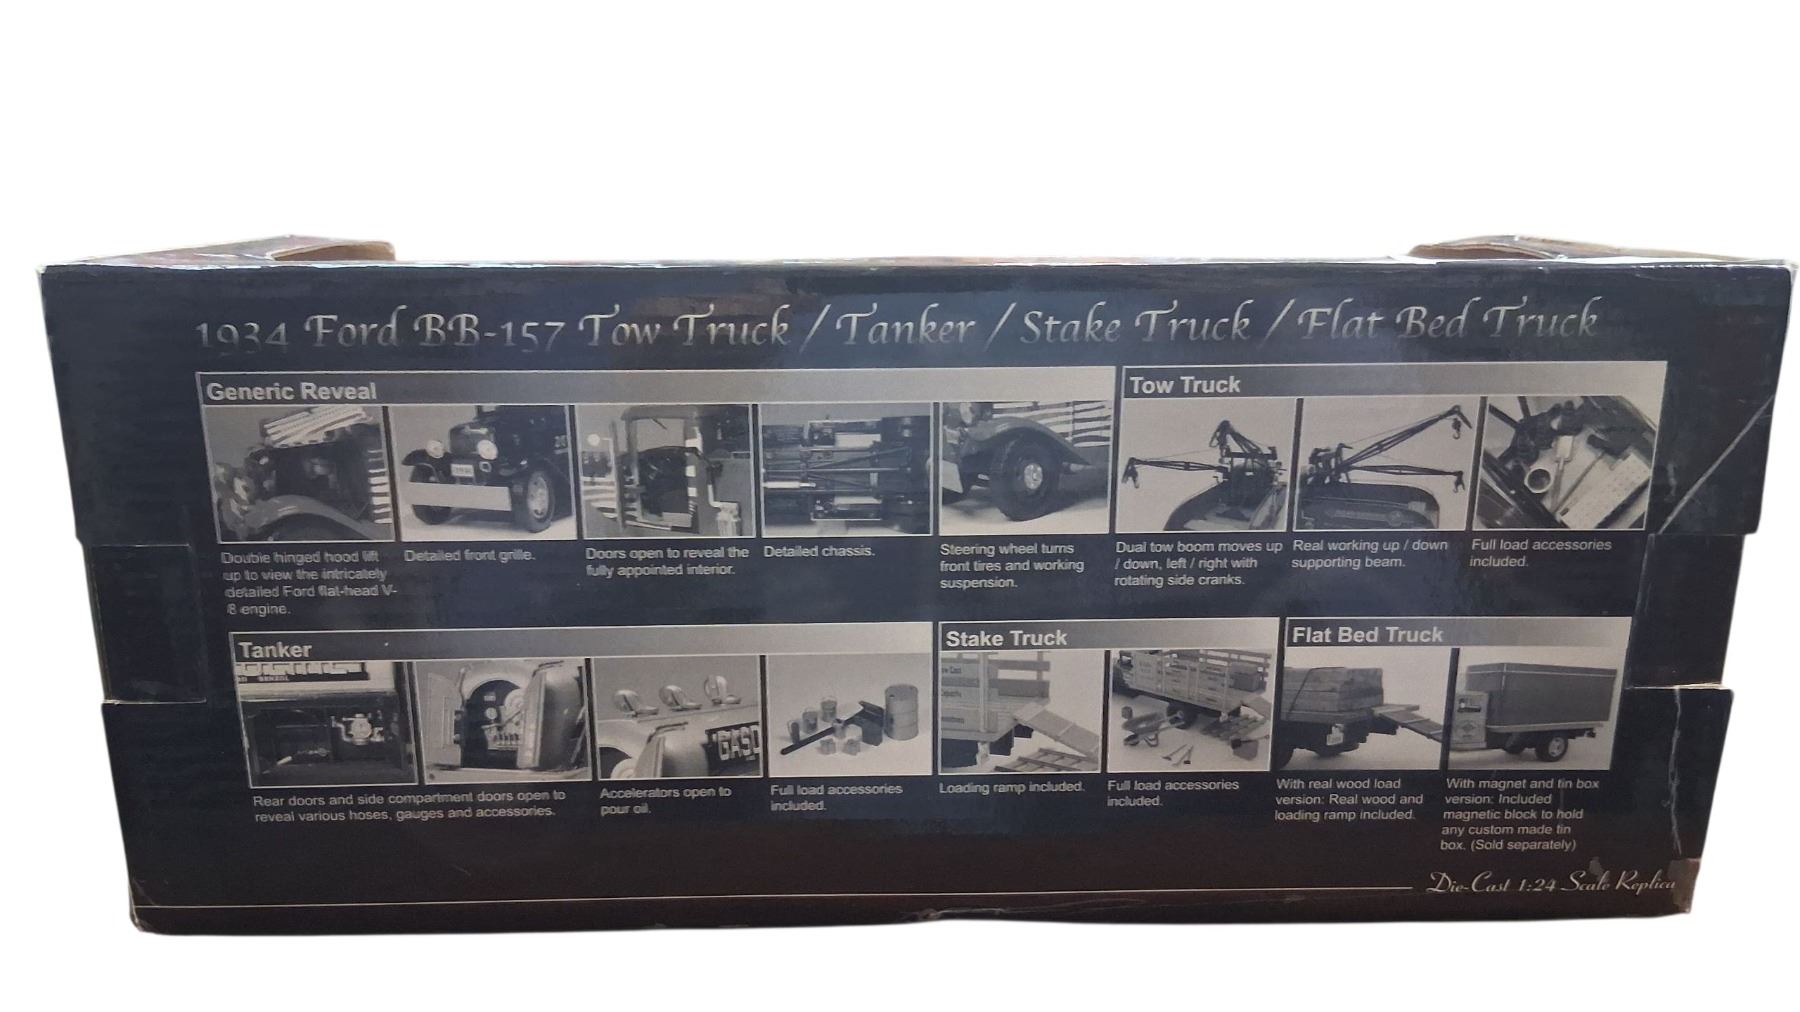 1934 Ford BB-157 Tow Truck / Tanker / Stake Truck / Flat Bed Truck
Generic Reveal
Double hinged hood lift
up to view the intricately
detailed Ford flat-head V-
8 engine.
Detailed front grille.
Doors open to reveal the
fully appointed interior.
Detailed chassis.
Steering wheel turns
front tires and working
suspension.
Tow Truck
Dual tow boom moves up
/ down, left / right with
rotating side cranks.
Real working up / down
supporting beam.
Full load accessories
included.
Tanker
Rear doors and side compartment doors open to
reveal various hoses, gauges and accessories.
GASO
Accelerators open to
pour oil.
Full load accessories
included.
Stake Truck
Loading ramp included.
Full load accessories
included.
Flat Bed Truck
With real wood load
version: Real wood and
loading ramp included.
With magnet and tin box
version: Included
magnetic block to hold
any custom made tin
box. (Sold separately)
Die-Cast 1:24 Scale Replica